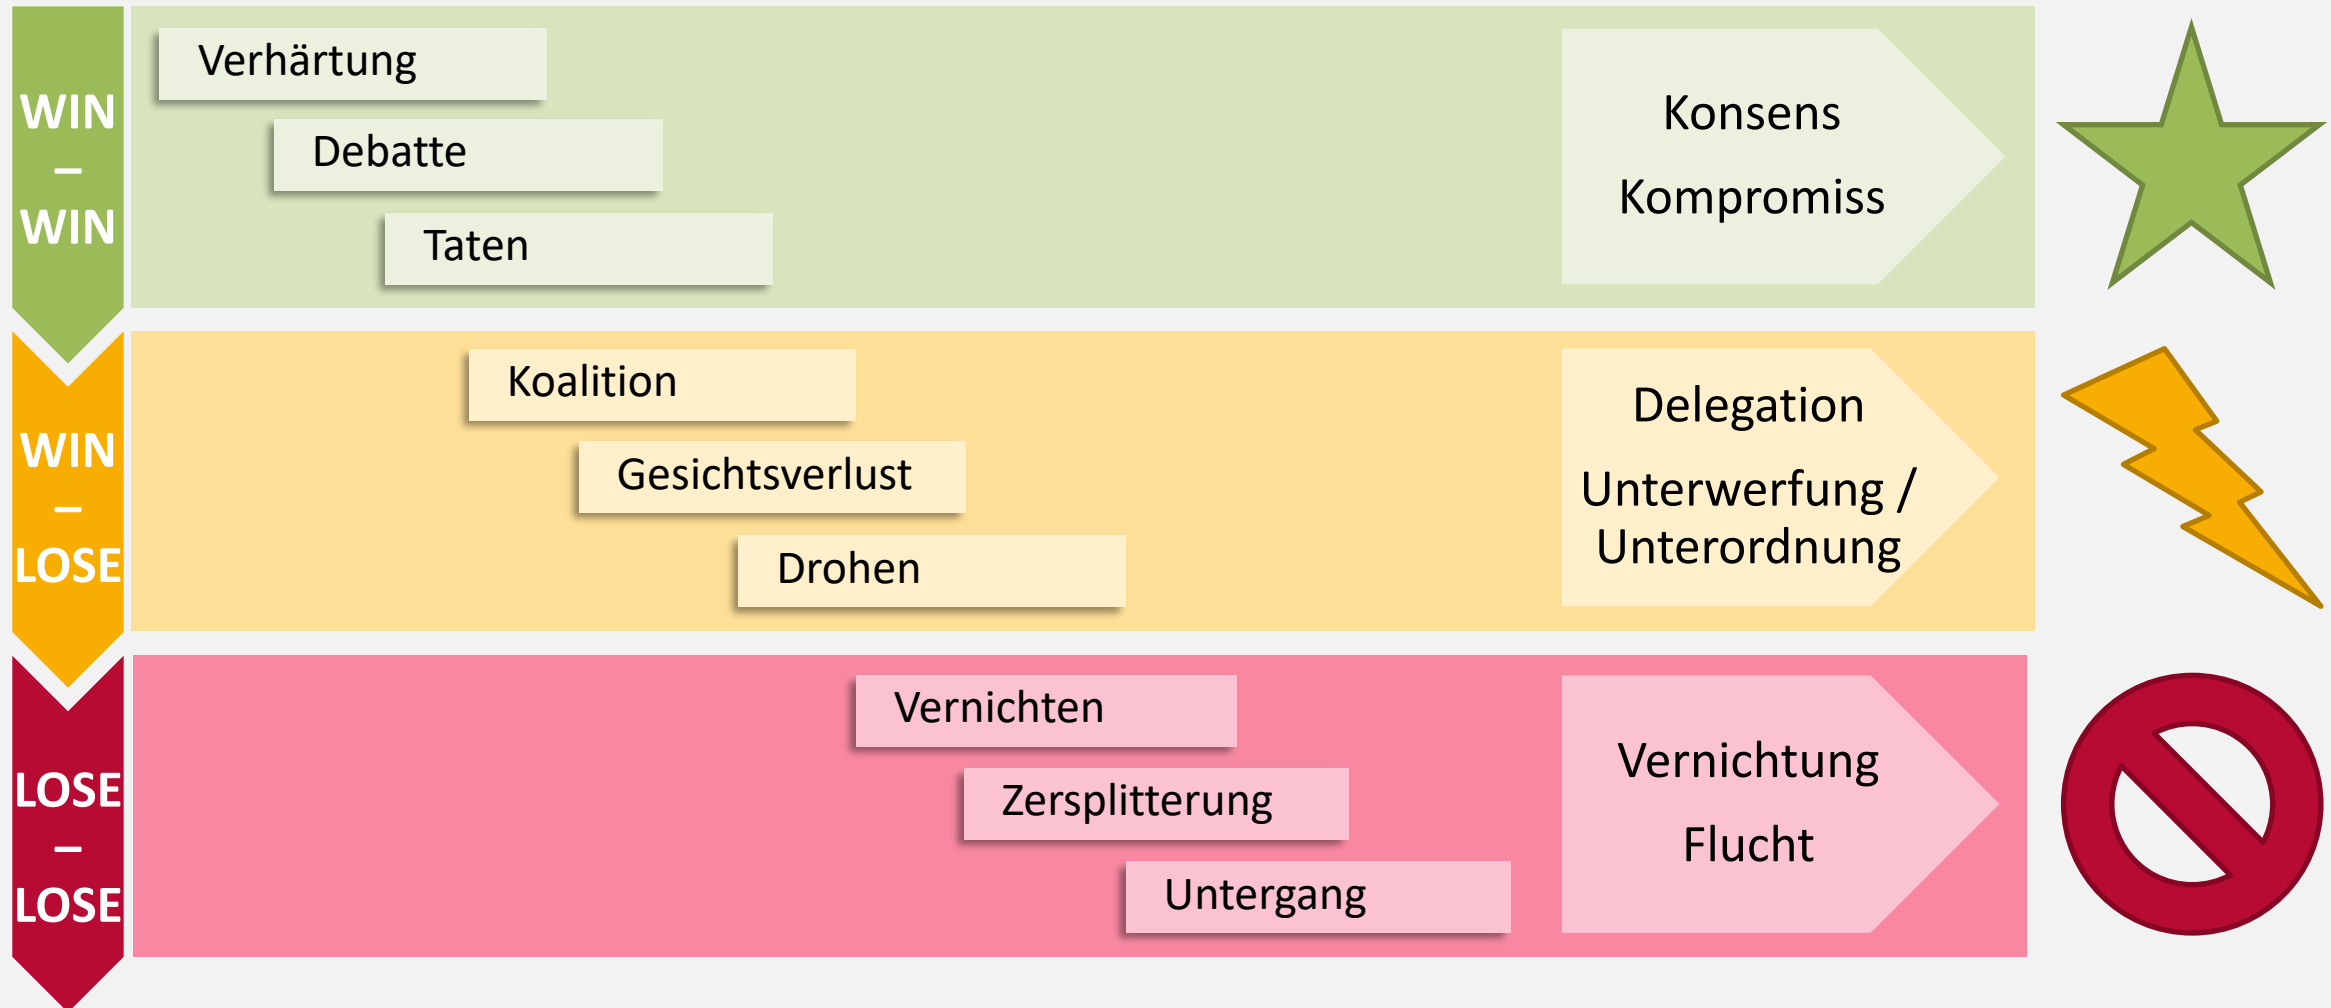 WIN
–
WIN
Verhärtung
Debatte
Taten
Konsens
Kompromiss
WIN
–
LOSE
Koalition
Gesichtsverlust
Drohen
Delegation
Unterwerfung /
Unterordnung
LOSE
–
LOSE
Vernichten
Zersplitterung
Untergang
Vernichtung
Flucht